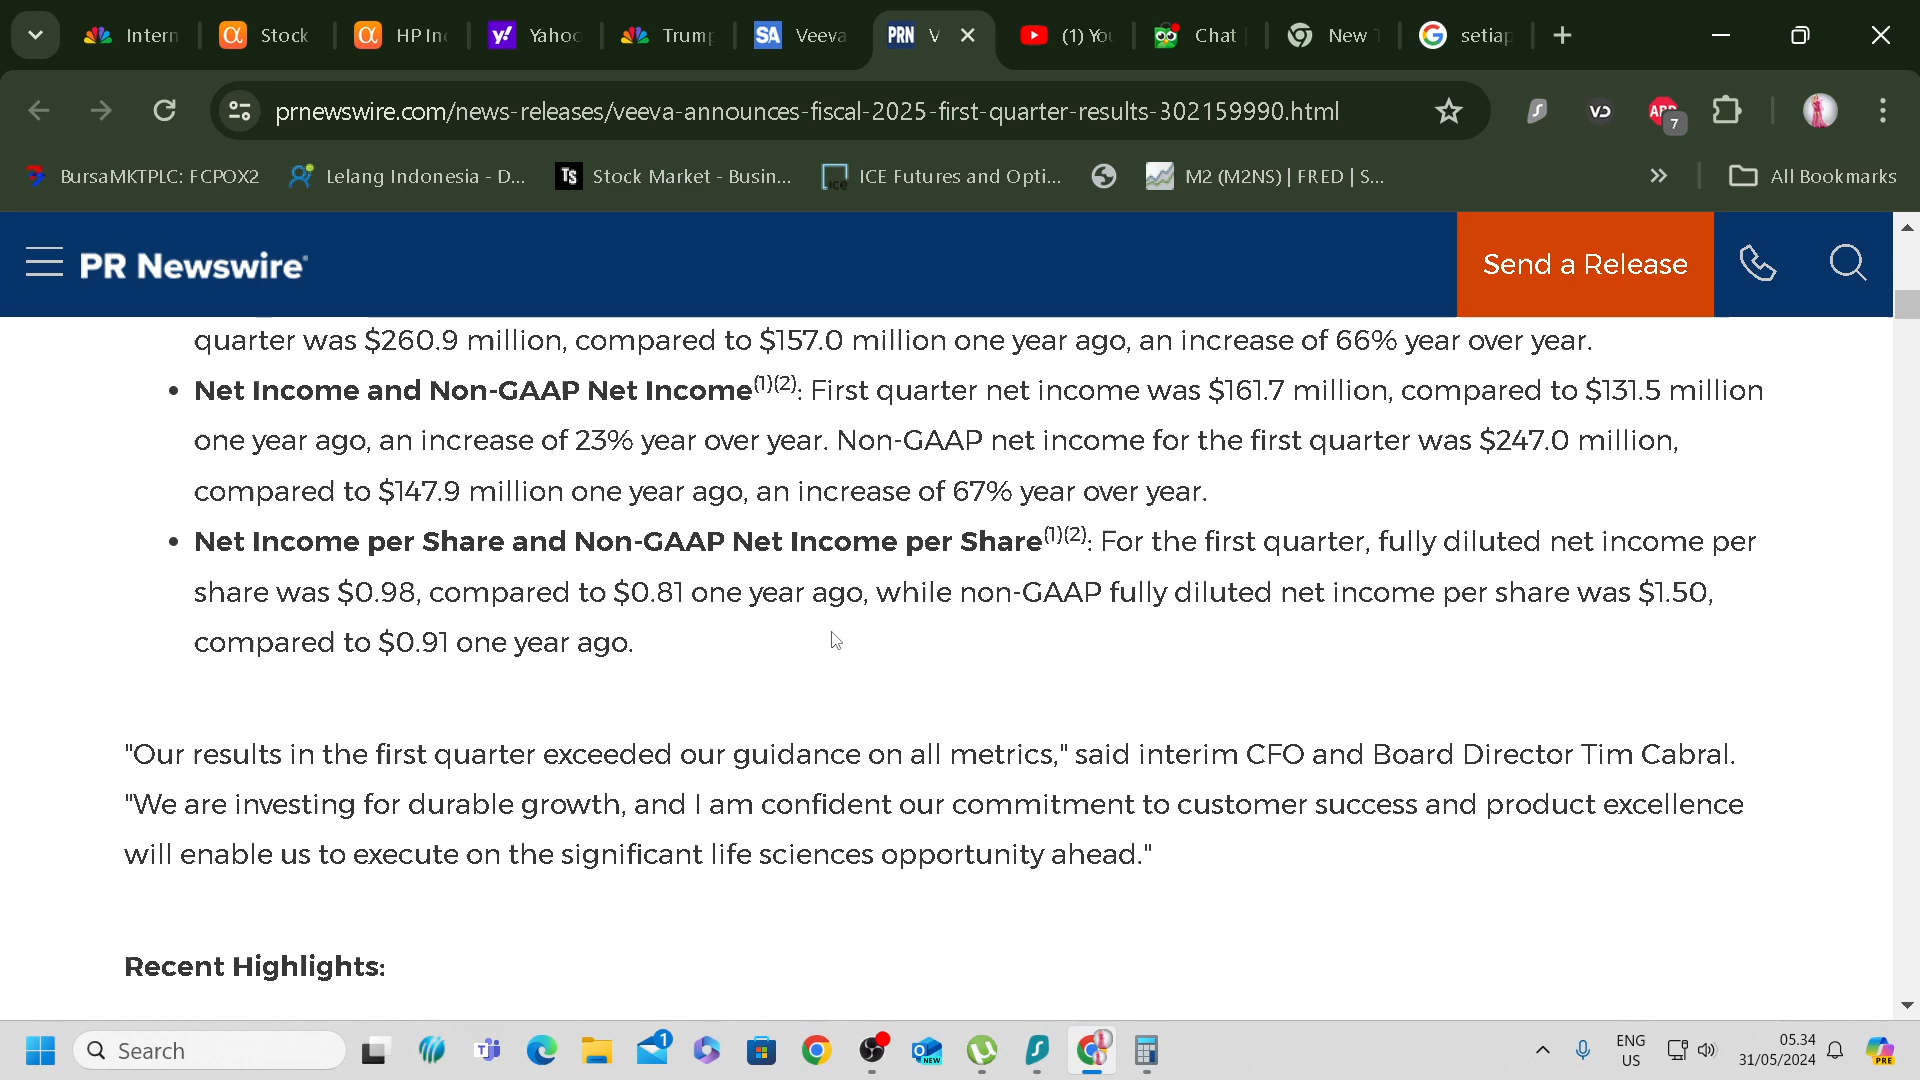 Intern
Stock
HP Inc
Yahoo
Trump
SA
Veeva
PRN
V
(1) You
Chat
New T
setiap
prnewswire.com/news-releases/veeva-announces-fiscal-2025-first-quarter-results-302159990.html
VD
ABP
7
BursaMKTPLC: FCPOX2
Lelang Indonesia - D...
TS
Stock Market - Busin...
ICE Futures and Opti...
M2 (M2NS) | FRED | S...
All Bookmarks
PR Newswire
Send a Release
quarter was $260.9 million, compared to $157.0 million one year ago, an increase of 66% year over year.
• Net Income and Non-GAAP Net Income(1)(2): First quarter net income was $161.7 million, compared to $131.5 million
one year ago, an increase of 23% year over year. Non-GAAP net income for the first quarter was $247.0 million,
compared to $147.9 million one year ago, an increase of 67% year over year.
• Net Income per Share and Non-GAAP Net Income per Share(1)(2): For the first quarter, fully diluted net income per
share was $0.98, compared to $0.81 one year ago, while non-GAAP fully diluted net income per share was $1.50,
compared to $0.91 one year ago.
"Our results in the first quarter exceeded our guidance on all metrics," said interim CFO and Board Director Tim Cabral.
"We are investing for durable growth, and I am confident our commitment to customer success and product excellence
will enable us to execute on the significant life sciences opportunity ahead."
Recent Highlights:
Search
1
NEW
ENG
US
05.34
31/05/2024
PRE